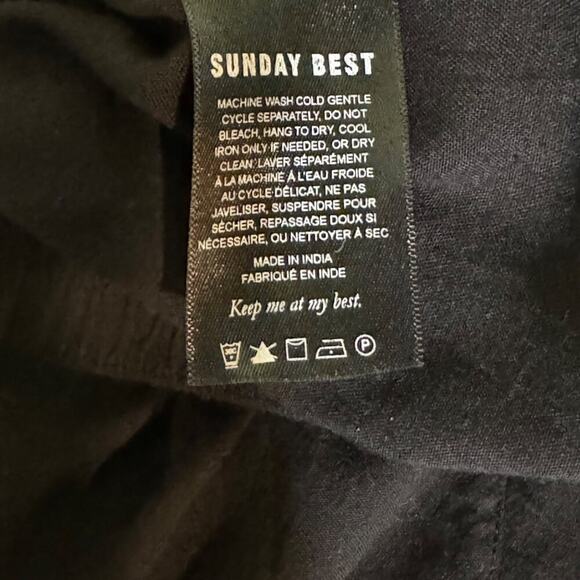 SUNDAY BEST
MACHINE WASH COLD GENTLE
CYCLE SEPARATELY, DO NOT
BLEACH, HANG TO DRY, COOL
IRON ONLY IF NEEDED, OR DRY
CLEAN. LAVER SÉPARÉMENT
À LA MACHINE À L'EAU FROIDE
AU CYCLE DÉLICAT, NE PAS
JAVELISER, SUSPENDRE POUR
SÉCHER, REPASSAGE DOUX SI
NÉCESSAIRE, OU NETTOYER À SEC
MADE IN INDIA
FABRIQUÉ EN INDE
Keep me at my best.
30C P